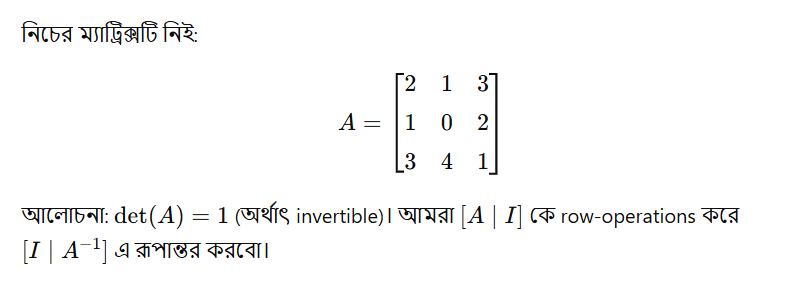 নিচের ম্যাট্রিক্সটি নিই:
A = [2 1 3
1 0 2
3 4 1]
আলোচনা: det(A) = 1 (অর্থাৎ invertible)। আমরা [A | I] কে row-operations করে
[I | A⁻¹] এ রূপান্তর করবো।